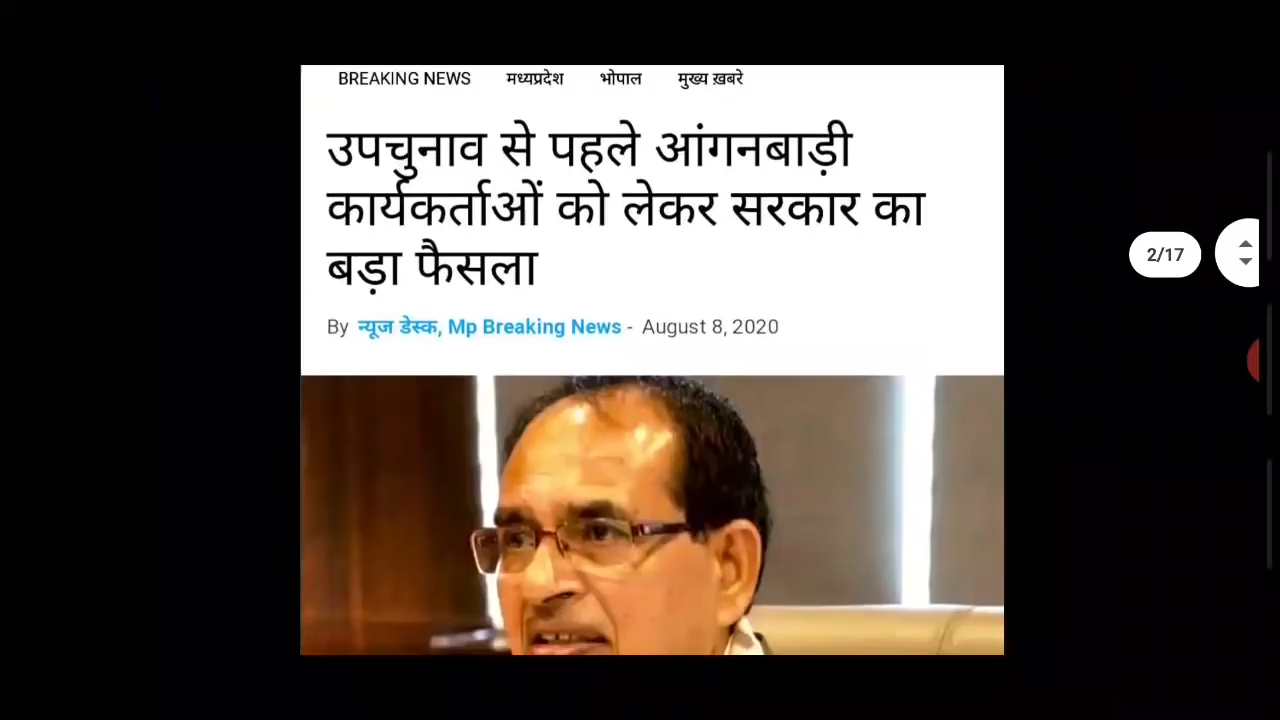 BREAKING NEWS मध्यप्रदेश भोपाल मुख्य ख़बरे
उपचुनाव से पहले आंगनबाड़ी
कार्यकर्ताओं को लेकर सरकार का
बड़ा फैसला
By न्यूज डेस्क, Mp Breaking News - August 8, 2020
2/17